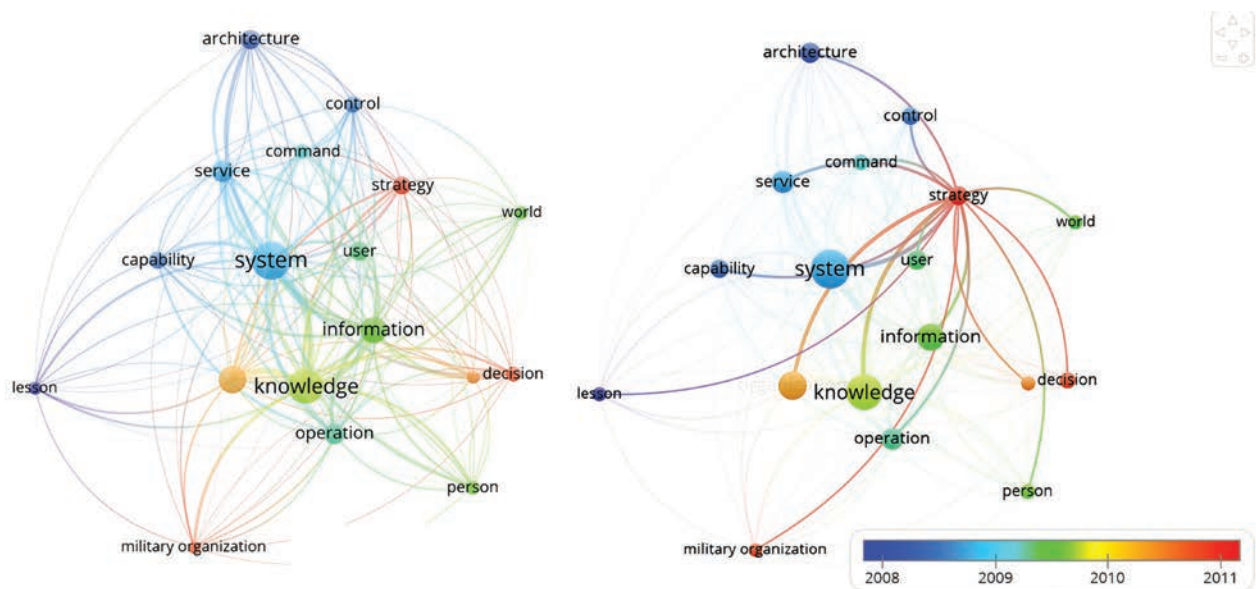 architecture
control
command
service
strategy
world
capability
system
user
information
lesson
knowledge
decision
operation
person
military organization
architecture
control
command
service
strategy
world
capability
system
user
information
lesson
knowledge
decision
operation
person
military organization
2008 2009 2010 2011